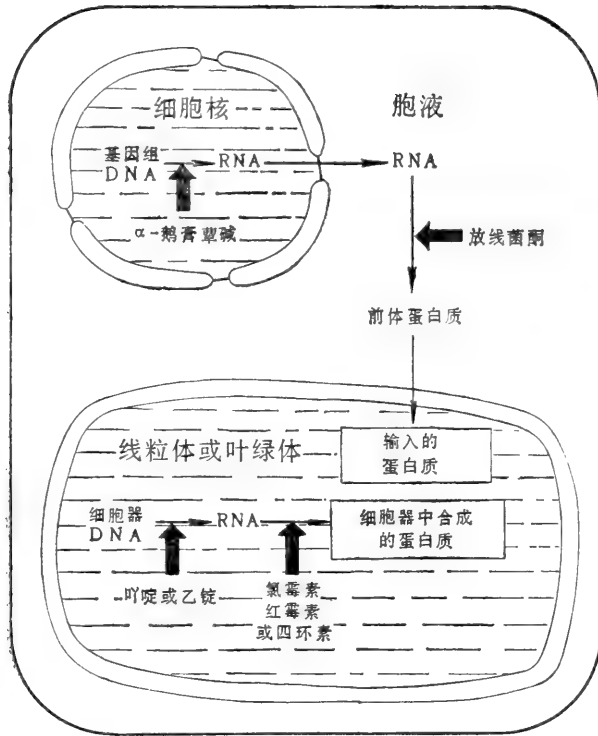 细胞核
胞液
基因组
DNA
RNA
RNA
α-鹅膏蕈碱
放线菌酮
前体蛋白质
线粒体或叶绿体
输入的
蛋白质
细胞器
DNA
RNA
细胞器中合成
的蛋白质
吖啶或乙锭
氯霉素
红霉素
或四环素